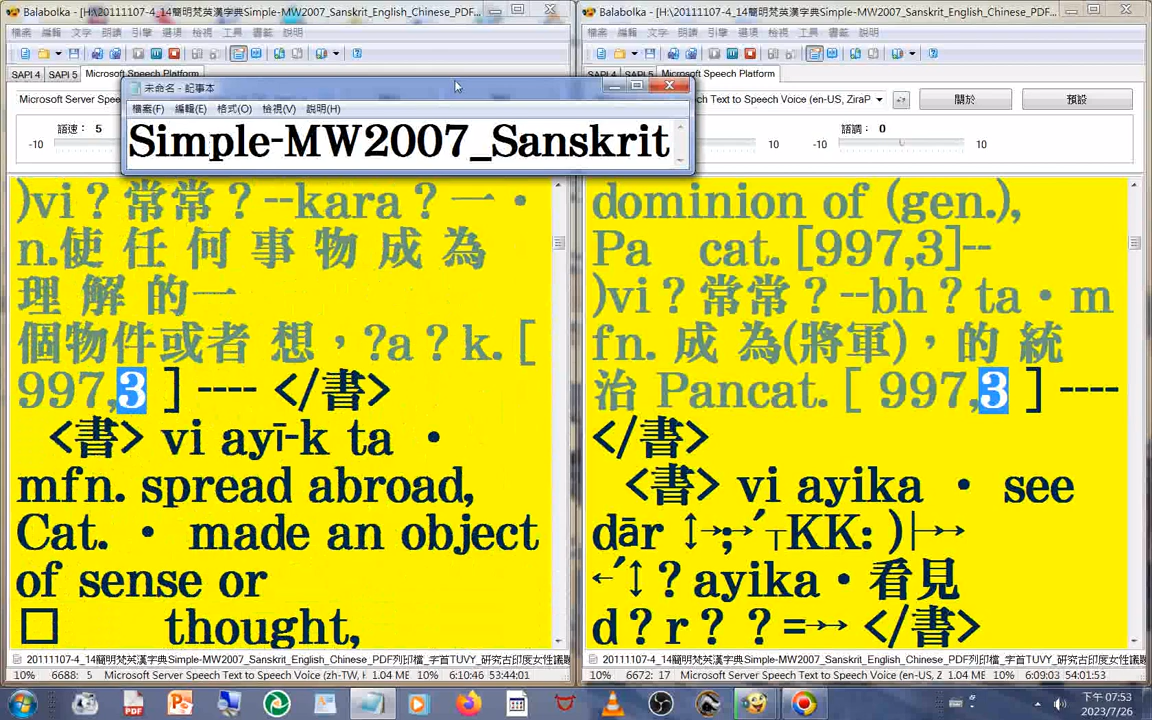 Balabolka - [H:\20111107-4_14簡明梵英漢字典Simple-MW2007_Sanskrit_English_Chinese_PDF...
檔案 編輯 文字 朗讀 引擎 選項 檢視 工具 書籤 說明
SAPI 4 SAPI 5 Microsoft Speech Platform
Microsoft Server Speech
語速： 5
-10
未命名 - 記事本
檔案(F) 編輯(E) 格式(O) 檢視(V) 說明(H)
Simple-MW2007_Sanskrit
)vi？常常？--kara？一・
n.使 任 何 事 物 成 為
理 解 的一
個物件或者 想，?a？k. [
997,3 ] ---- </書>
<書> vi ayī-k ta ・
mfn. spread abroad,
Cat. ・ made an object
of sense or
□ thought,
20111107-4_14簡明梵英漢字典Simple-MW2007_Sanskrit_English_Chinese_PDF列印檔_字首TUVY_研究古印度女性議題
10% 6688: 5 Microsoft Server Speech Text to Speech Voice (zh-TW, H 1.04 MB 10% 6:10:46 53:44:01
Balabolka - [H:\20111107-4_14簡明梵英漢字典Simple-MW2007_Sanskrit_English_Chinese_PDF...
檔案 編輯 文字 朗讀 引擎 選項 檢視 工具 書籤 說明
Microsoft Speech Platform
Text to Speech Voice (en-US, ZiraP
關於
預設
10
語調： 0
-10
10
dominion of (gen.),
Pa cat. [997,3]--
)vi？常常？--bh？ta・m
fn. 成 為(將軍)，的 統
治 Pancat. [ 997,3 ] ----
</書>
<書> vi ayika ・ see
dār ↕→;→′┬KK: )├→→
←′↕？ayika・看見
d？r？？=→→ </書>
20111107-4_14簡明梵英漢字典Simple-MW2007_Sanskrit_English_Chinese_PDF列印檔_字首TUVY_研究古印度女性議題
10% 6672: 17 Microsoft Server Speech Text to Speech Voice (en-US, 1.04 MB 10% 6:09:03 54:01:53
下午 07:53
2023/7/26